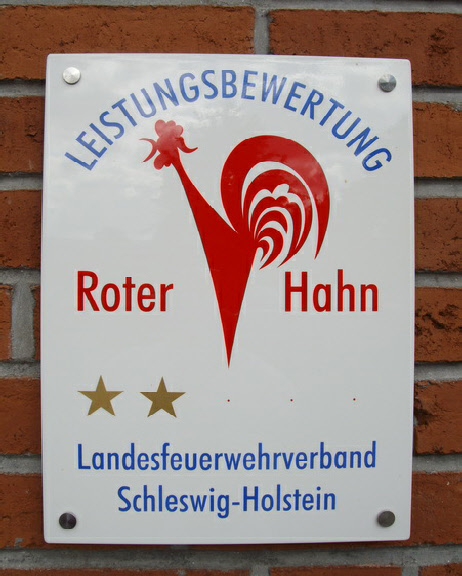 LEISTUNGSBEWERTUNG
Roter Hahn
Landesfeuerwehrverband
Schleswig-Holstein